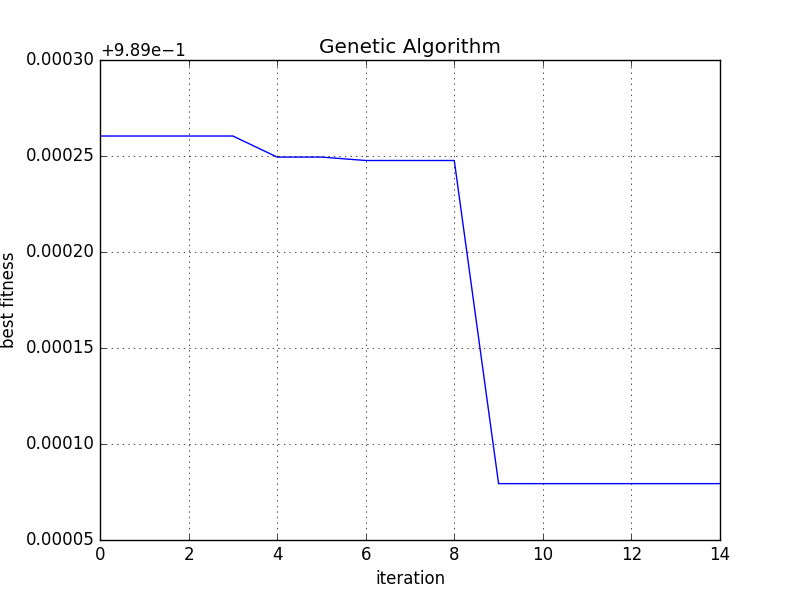 Genetic Algorithm
+9.89e−1
0.00030
0.00025
0.00020
0.00015
0.00010
0.00005
best fitness
0 2 4 6 8 10 12 14
iteration